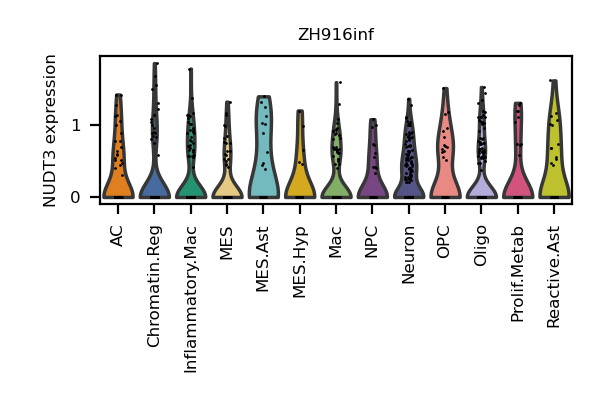 ZH916inf
NUDT3 expression
1
0
AC
Chromatin.Reg
Inflammatory.Mac
MES
MES.Ast
MES.Hyp
Mac
NPC
Neuron
OPC
Oligo
Prolif.Metab
Reactive.Ast